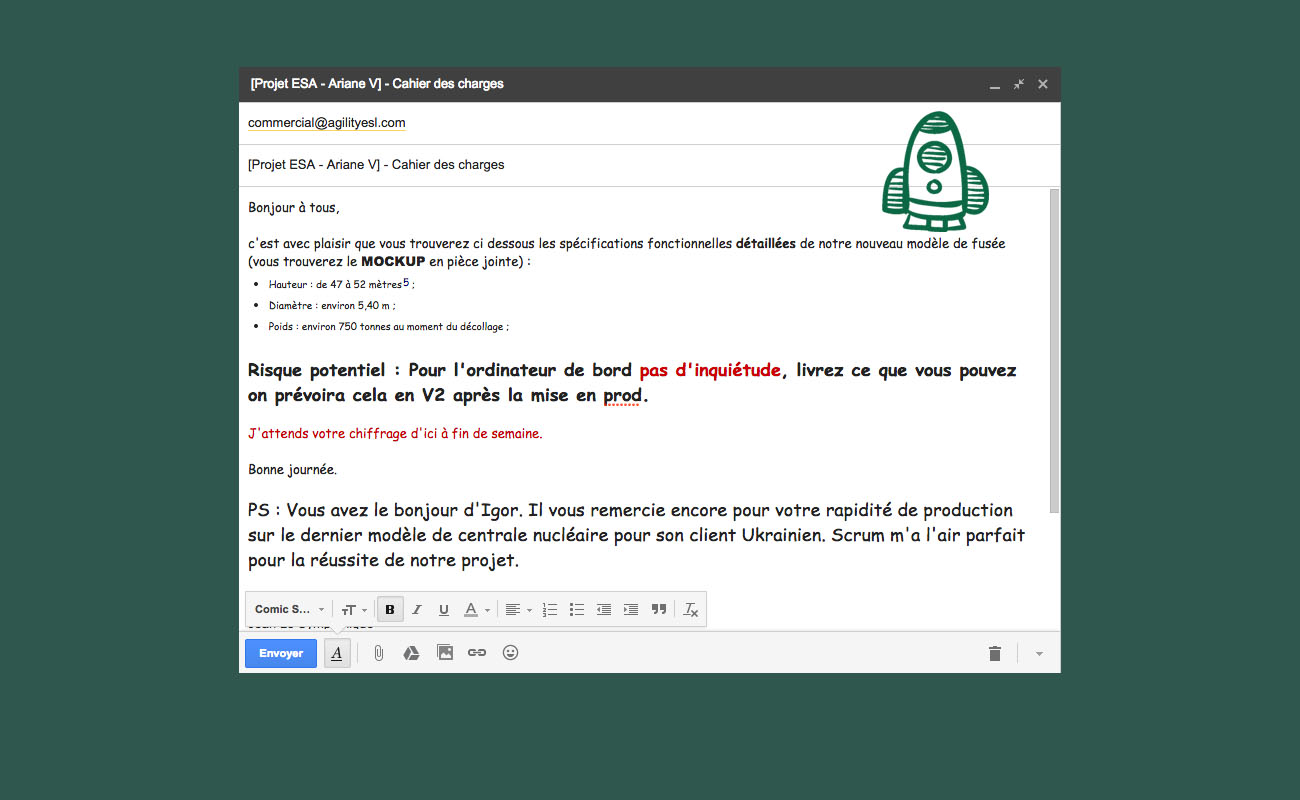 [Projet ESA - Ariane V] - Cahier des charges
commercial@agilityesl.com
[Projet ESA - Ariane V] - Cahier des charges
Bonjour à tous,
c'est avec plaisir que vous trouverez ci dessous les spécifications fonctionnelles détaillées de notre nouveau modèle de fusée
(vous trouverez le MOCKUP en pièce jointe) :
• Hauteur : de 47 à 52 mètres5 ;
• Diamètre : environ 5,40 m ;
• Poids : environ 750 tonnes au moment du décollage ;
Risque potentiel : Pour l'ordinateur de bord pas d'inquiétude, livrez ce que vous pouvez
on prévoira cela en V2 après la mise en prod.
J'attends votre chiffrage d'ici à fin de semaine.
Bonne journée.
PS : Vous avez le bonjour d'Igor. Il vous remercie encore pour votre rapidité de production
sur le dernier modèle de centrale nucléaire pour son client Ukrainien. Scrum m'a l'air parfait
pour la réussite de notre projet.
Comic S... B I U A
Envoyer A